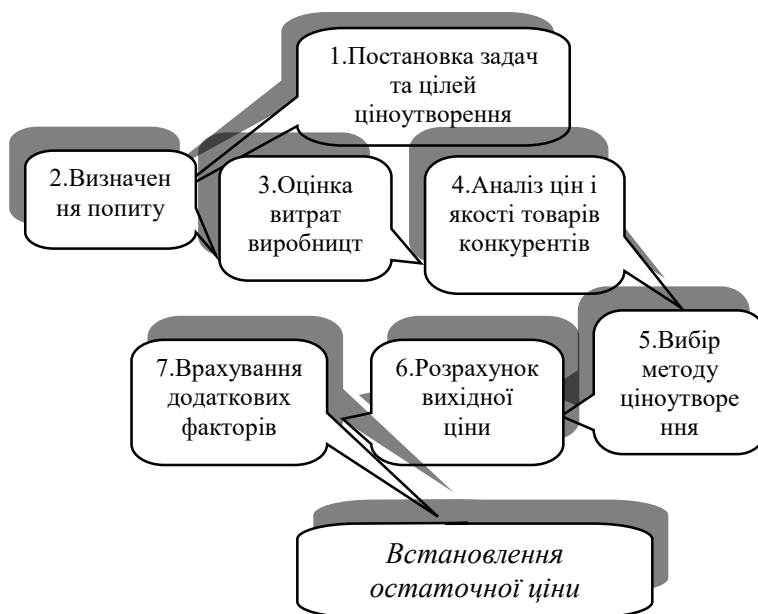 1.Постановка задач
та цілей
ціноутворення
2.Визначен
ня попиту
3.Оцінка
витрат
виробницт
4.Аналіз цін і
якості товарів
конкурентів
5.Вибір
методу
ціноутворе
ння
6.Розрахунок
вихідної
ціни
7.Врахування
додаткових
факторів
Встановлення
остаточної ціни